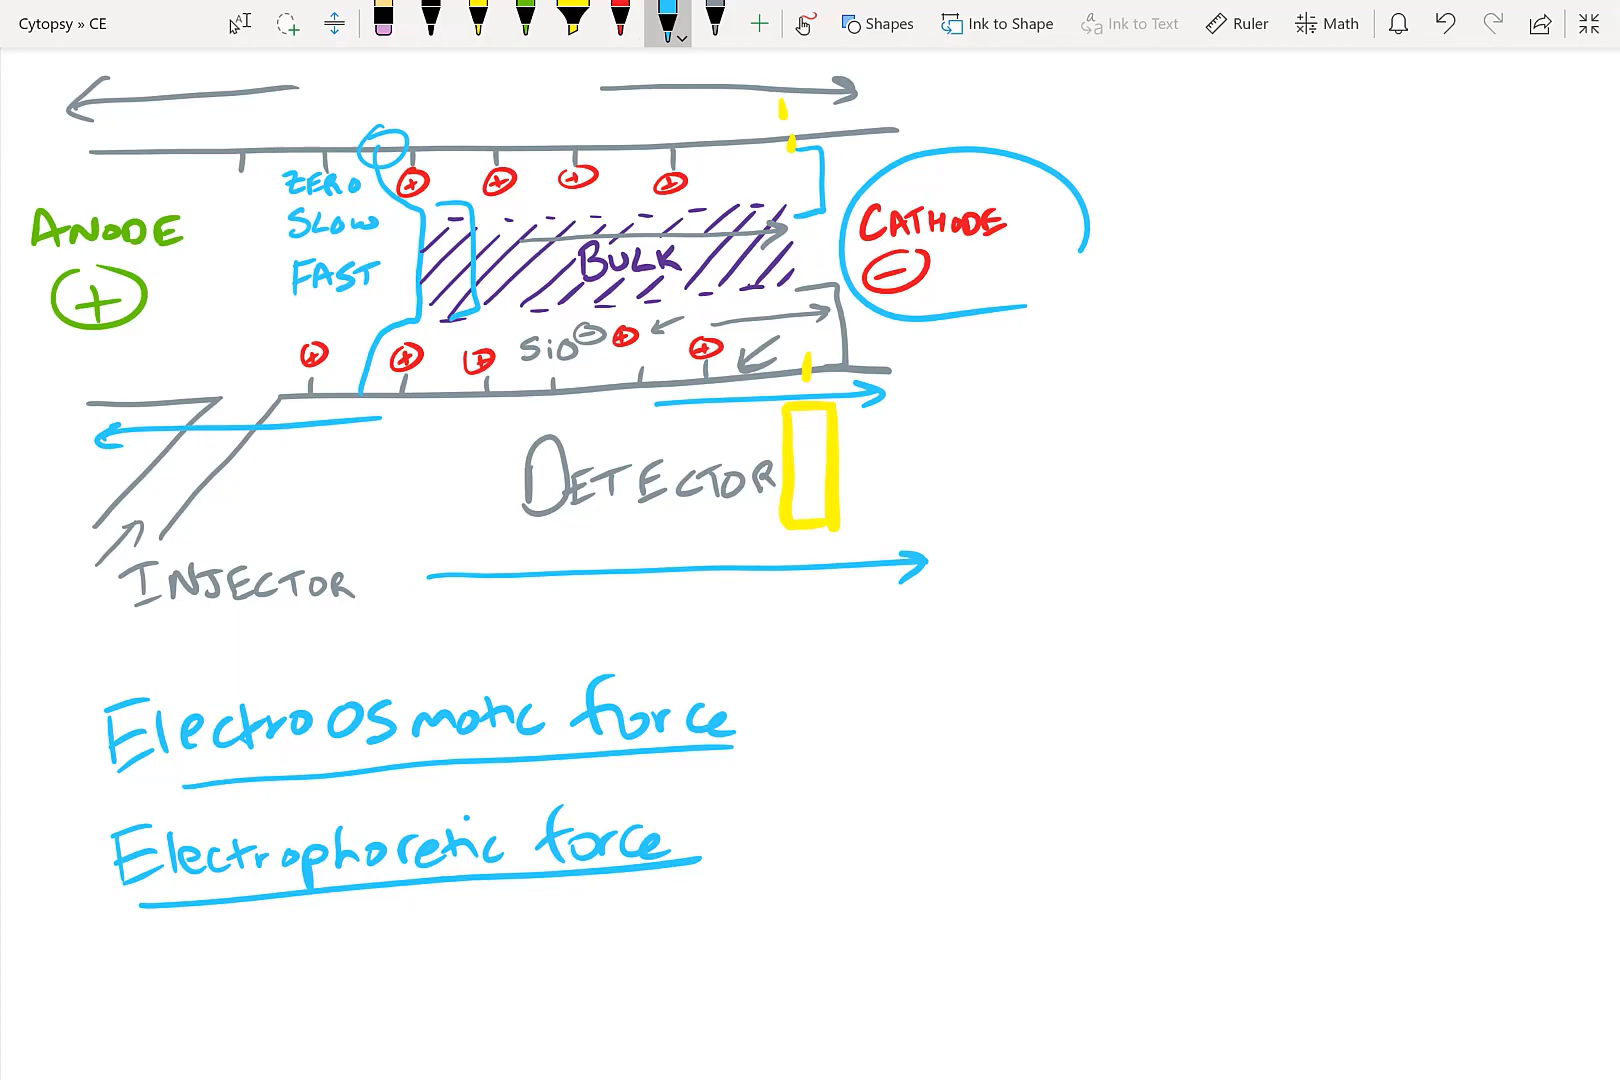 Cytopsy » CE
Shapes
Ink to Shape
Ink to Text
Ruler
Math
ANODE
+
ZERO
SLOW
FAST
+ + + +
BULK
CATHODE
−
+ + + SiO− + +
DETECTOR
INJECTOR
Electroosmotic force
Electrophoretic force